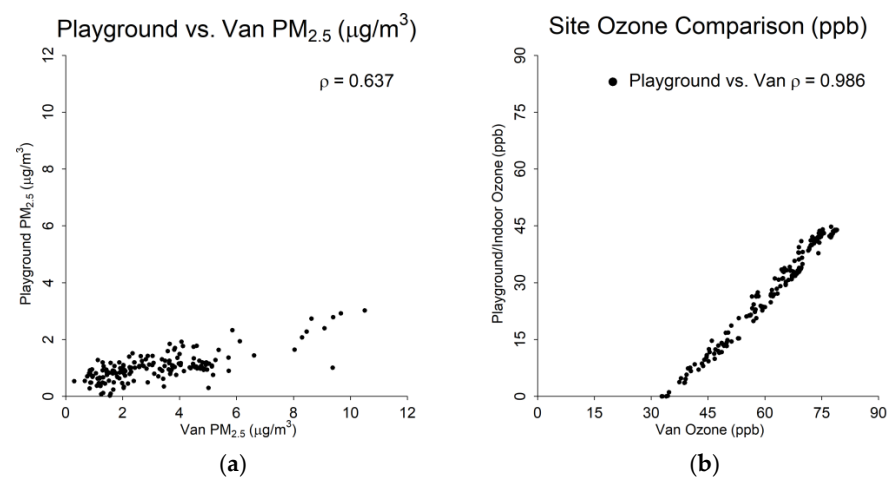 Playground vs. Van PM2.5 (μg/m3)
12
10
8
6
4
2
0
Playground PM2.5 (μg/m3)
ρ = 0.637
0 2 4 6 8 10 12
Van PM2.5 (μg/m3)
(a)
Site Ozone Comparison (ppb)
90
75
60
45
30
15
0
Playground/Indoor Ozone (ppb)
Playground vs. Van ρ = 0.986
0 15 30 45 60 75 90
Van Ozone (ppb)
(b)